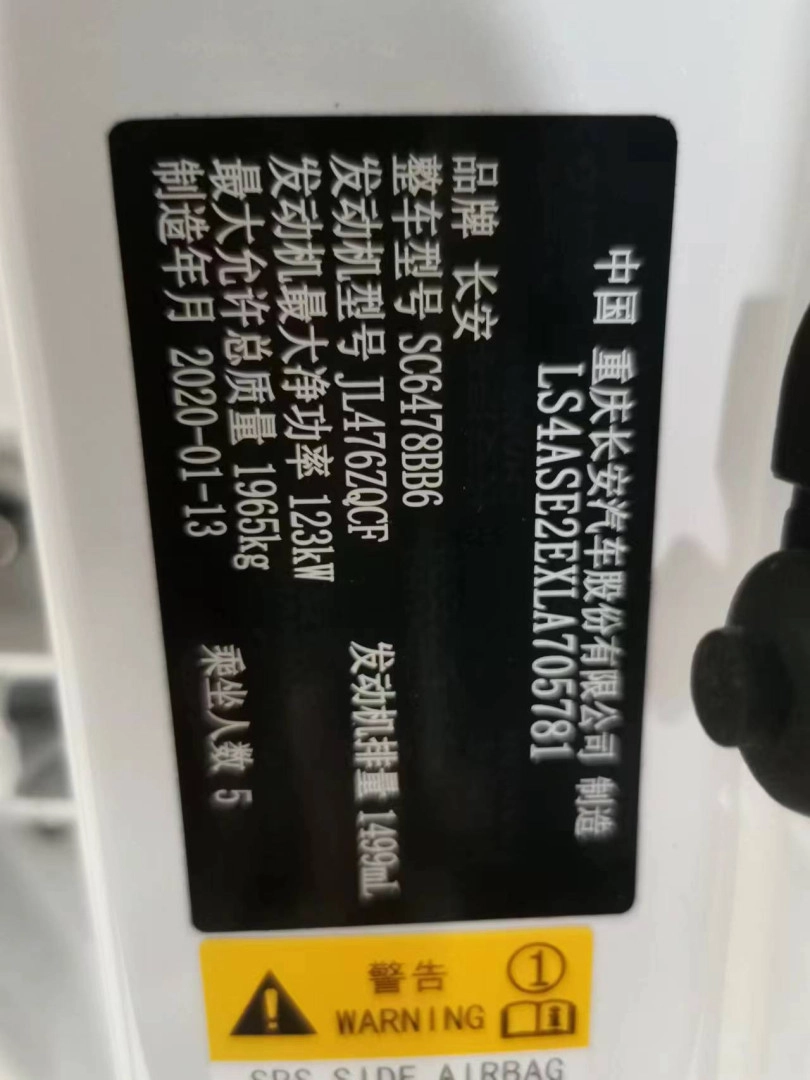 中国 重庆长安汽车股份有限公司 制造
LS4ASE2EXLA705781
品牌 长安
整车型号 SC6478BB6
发动机型号 JL476ZQCF 发动机排量 1499mL
发动机最大净功率 123kW
最大允许总质量 1965kg 乘坐人数 5
制造年月 2020-01-13
警告 1
WARNING i
SRS SIDE AIRBAG